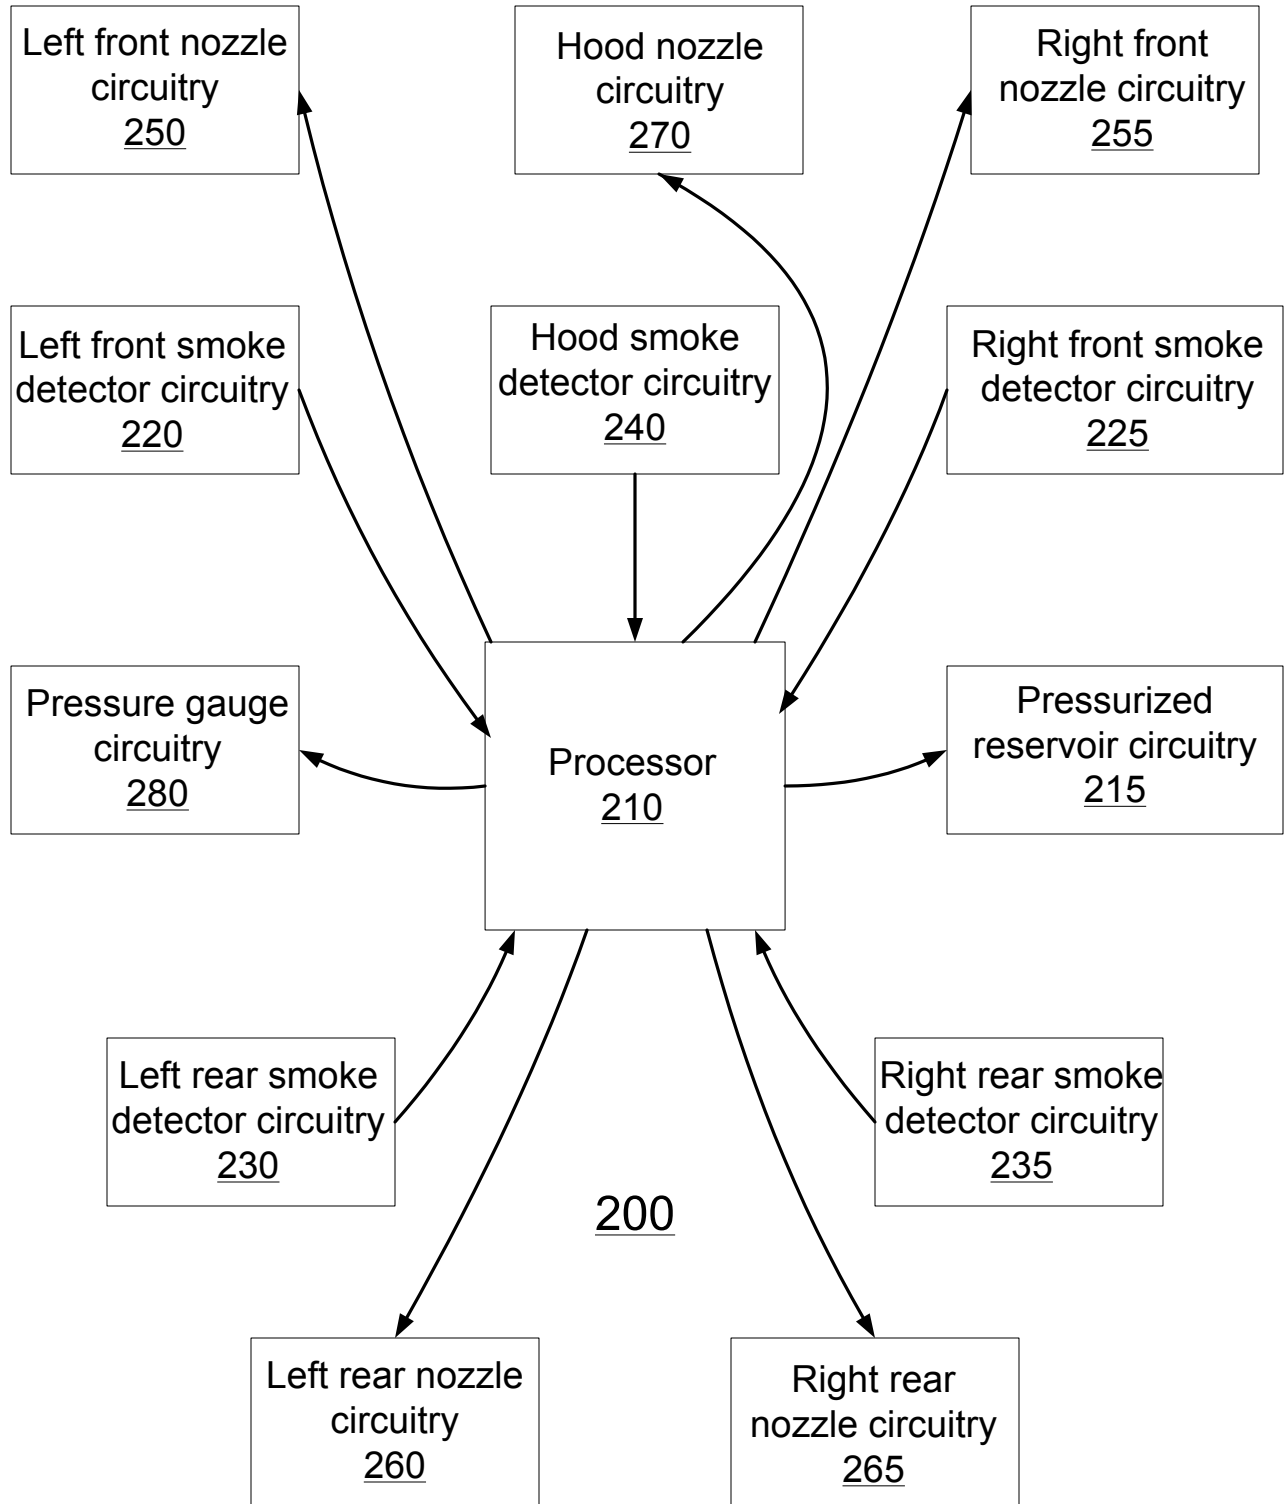 Left front nozzle
circuitry
250
Hood nozzle
circuitry
270
Right front
nozzle circuitry
255
Left front smoke
detector circuitry
220
Hood smoke
detector circuitry
240
Right front smoke
detector circuitry
225
Pressure gauge
circuitry
280
Processor
210
Pressurized
reservoir circuitry
215
Left rear smoke
detector circuitry
230
Right rear smoke
detector circuitry
235
200
Left rear nozzle
circuitry
260
Right rear
nozzle circuitry
265